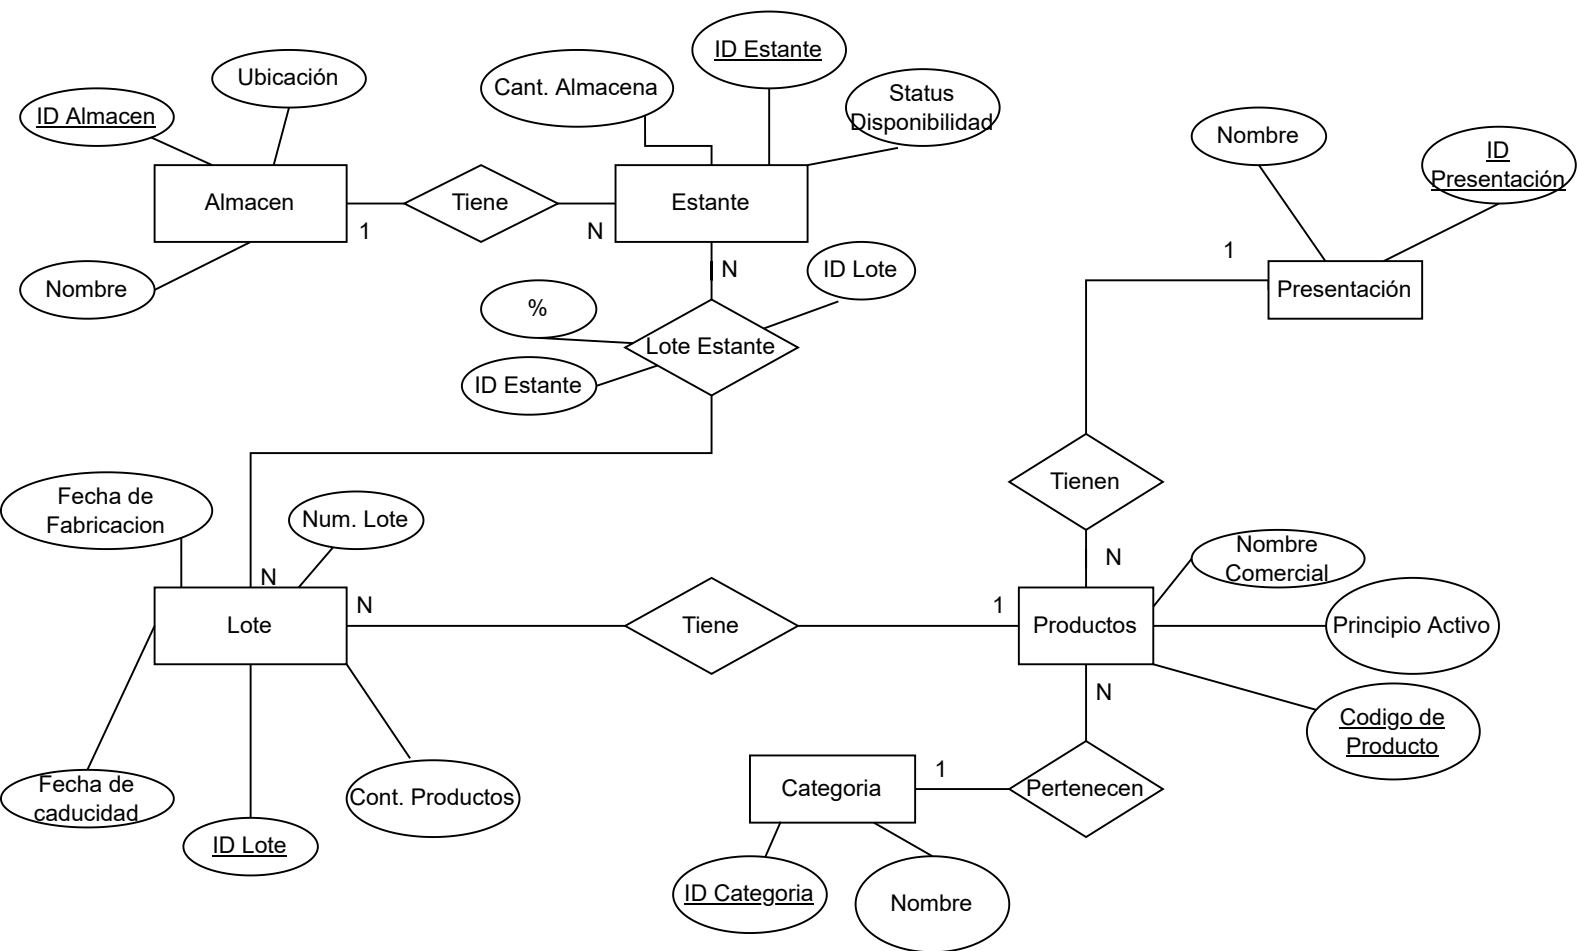 ID Estante
Ubicación
Cant. Almacena
Status
Disponibilidad
ID Almacen
Nombre
ID
Presentación
Almacen
Tiene
Estante
1
N
1
Nombre
N
ID Lote
Presentación
%
Lote Estante
ID Estante
Tienen
Fecha de
Fabricacion
Num. Lote
N
Nombre
Comercial
N
N
1
Lote
Tiene
Productos
Principio Activo
N
Codigo de
Producto
1
Categoria
Pertenecen
Fecha de
caducidad
Cont. Productos
ID Lote
ID Categoria
Nombre